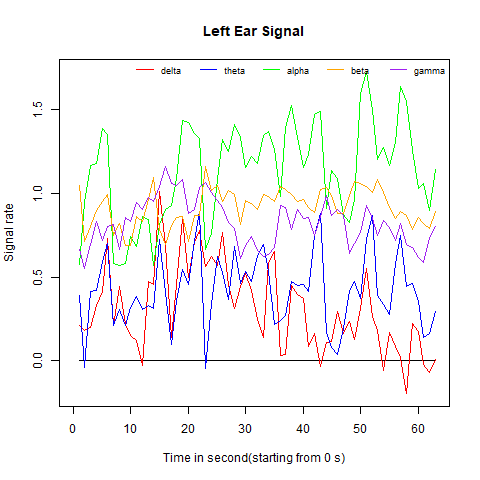 Left Ear Signal
delta theta alpha beta gamma
Signal rate
0.0 0.5 1.0 1.5
0 10 20 30 40 50 60
Time in second(starting from 0 s)